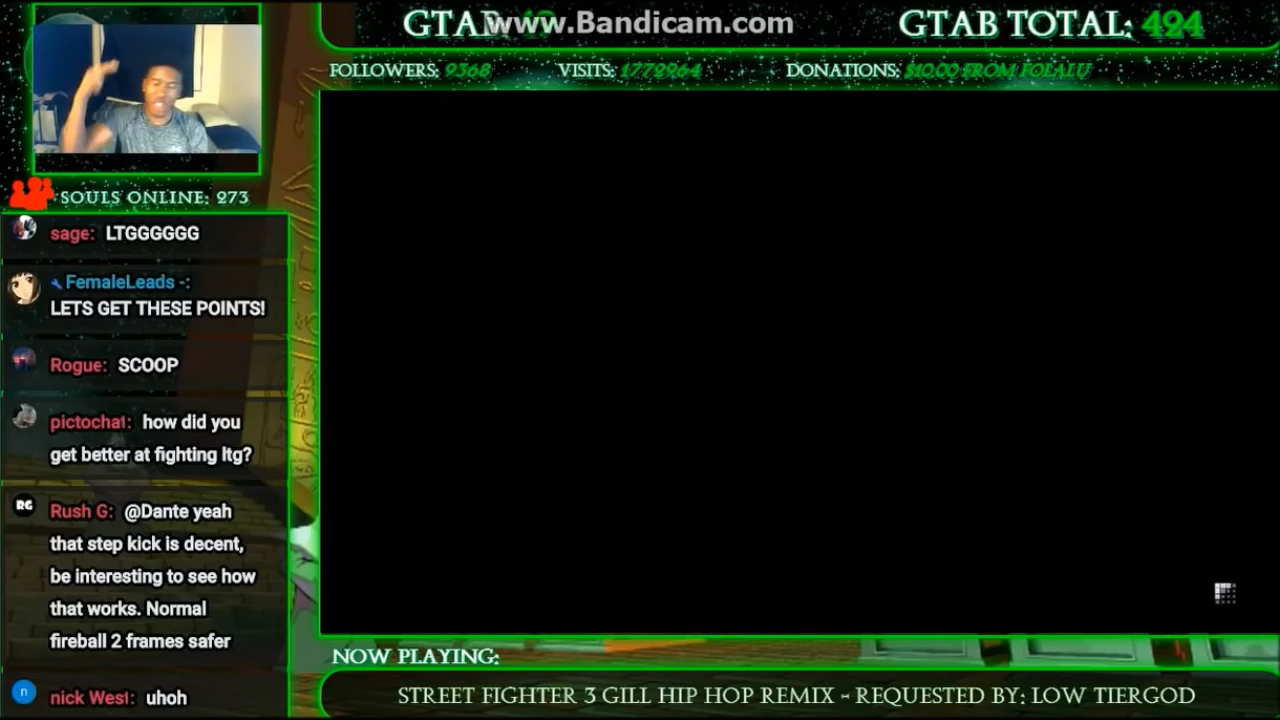 GTAB
www.Bandicam.com
GTAB TOTAL: 424
FOLLOWERS: 9368 VISITS: 1772964 DONATIONS: $10.00 FROM FOLALU
SOULS ONLINE: 273
sage: LTGGGGGG
FemaleLeads -:
LETS GET THESE POINTS!
Rogue: SCOOP
pictochat: how did you
get better at fighting ltg?
RG
Rush G: @Dante yeah
that step kick is decent,
be interesting to see how
that works. Normal
fireball 2 frames safer
n
nick West: uhoh
NOW PLAYING:
STREET FIGHTER 3 GILL HIP HOP REMIX - REQUESTED BY: LOW TIERGOD